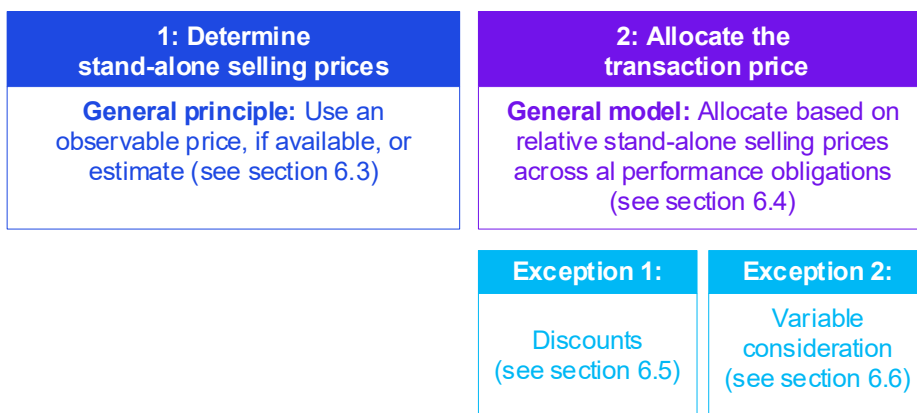 1: Determine
stand-alone selling prices
General principle: Use an
observable price, if available, or
estimate (see section 6.3)
2: Allocate the
transaction price
General model: Allocate based on
relative stand-alone selling prices
across al performance obligations
(see section 6.4)
Exception 1:
Discounts
(see section 6.5)
Exception 2:
Variable
consideration
(see section 6.6)